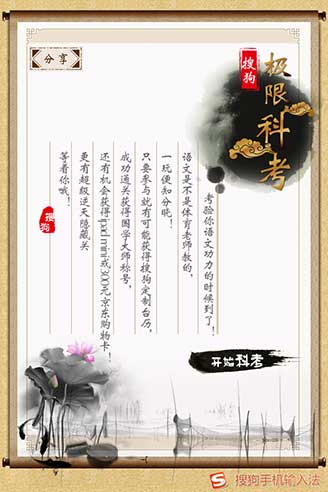 分享
搜狗
极限科考
考验你语文功力的时候到了！
语文是不是体育老师教的，
一玩便知分晓！
只要参与就有可能获得搜狗定制台历，
成功通关获得国学大师称号，
还有机会获得ipad mini或300元京东购物卡！
更有超级逆天隐藏关
等着你哦！
搜狗
开始科考
S 搜狗手机输入法